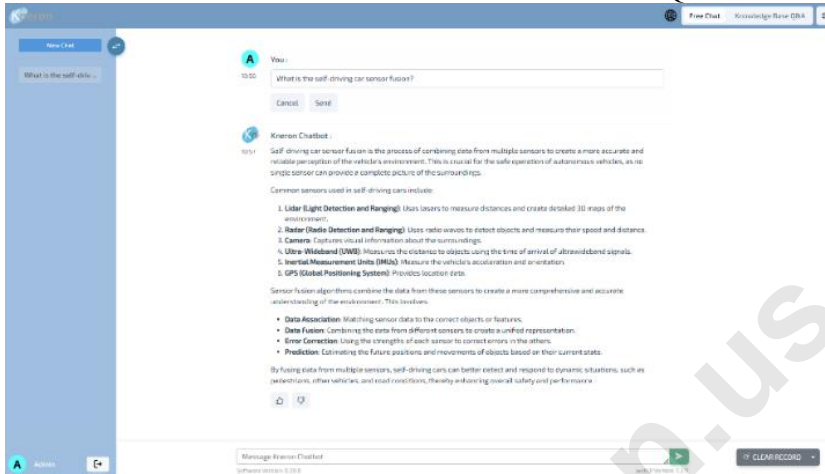 Kneron
Free Chat
Knowledge Base Q&A
New Chat
What is the self-driv ...
A
You :
What is the self-driving car sensor fusion?
Cancel
Send
Kneron Chatbot :
10:57
Self-driving car sensor fusion is the process of combining data from multiple sensors to create a more accurate and
reliable perception of the vehicle's environment. This is crucial for the safe operation of autonomous vehicles, as no
single sensor can provide a complete picture of the surroundings.
Common sensors used in self-driving cars include:
1. Lidar (Light Detection and Ranging): Uses lasers to measure distances and create detailed 3D maps of the
environment.
2. Radar (Radio Detection and Ranging): Uses radio waves to detect objects and measure their speed and distance.
3. Camera: Captures visual information about the surroundings.
4. Ultra-Wideband (UWB): Measures the distance to objects using the time of arrival of ultrawideband signals.
5. Inertial Measurement Units (IMUs): Measure the vehicle's acceleration and orientation.
6. GPS (Global Positioning System): Provides location data.
Sensor fusion algorithms combine the data from these sensors to create a more comprehensive and accurate
understanding of the environment. This involves:
• Data Association: Matching sensor data to the correct objects or features.
• Data Fusion: Combining the data from different sensors to create a unified representation.
• Error Correction: Using the strengths of each sensor to correct errors in the others.
• Prediction: Estimating the future positions and movements of objects based on their current state.
By fusing data from multiple sensors, self-driving cars can better detect and respond to dynamic situations, such as
pedestrians, other vehicles, and road conditions, thereby enhancing overall safety and performance.
A
Admin
Message Kneron Chatbot
CLEAR RECORD
n.us